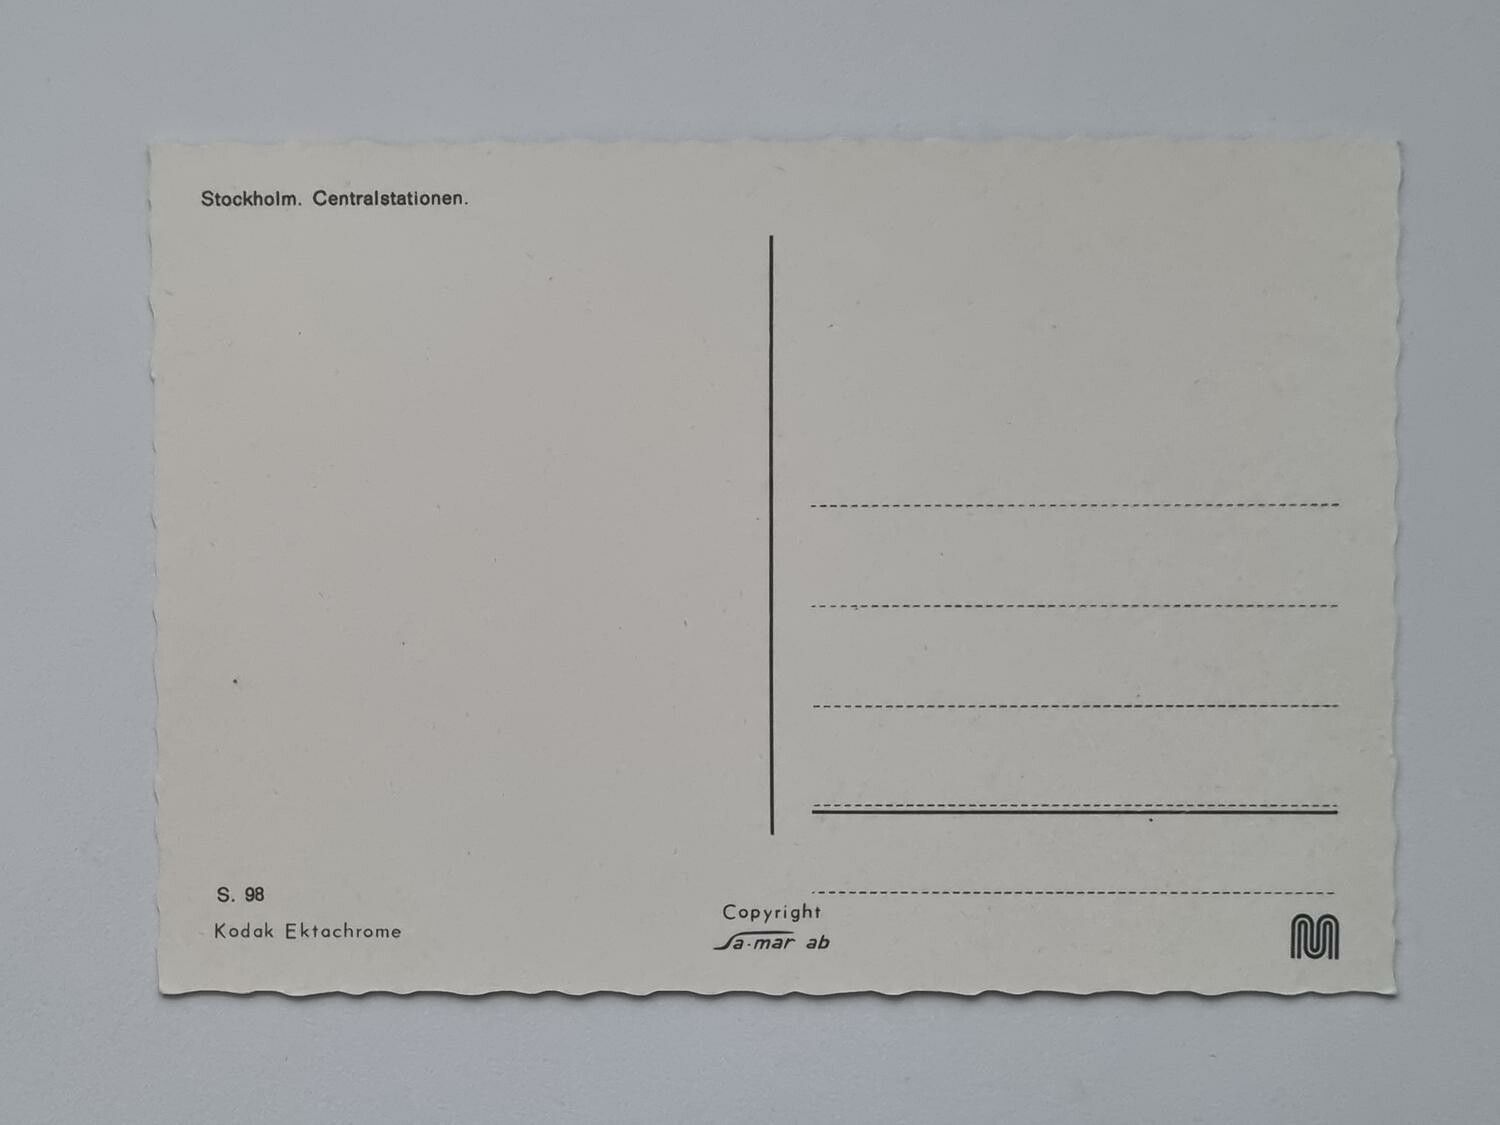 Stockholm. Centralstationen.
S. 98
Kodak Ektachrome
Copyright
Sa-mar ab